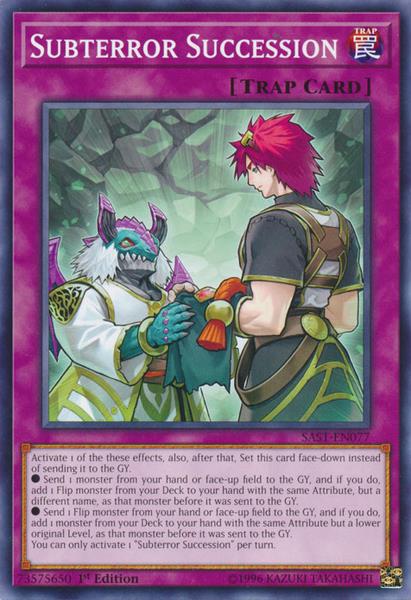 SUBTERROR SUCCESSION
TRAP
罠
[TRAP CARD]
SAST-EN077
Activate 1 of the these effects, also, after that, Set this card face-down instead
of sending it to the GY.
● Send 1 monster from your hand or face-up field to the GY, and if you do,
add 1 Flip monster from your Deck to your hand with the same Attribute, but a
different name, as that monster before it was sent to the GY.
● Send 1 Flip monster from your hand or face-up field to the GY, and if you do,
add 1 monster from your Deck to your hand with the same Attribute but a lower
original Level, as that monster before it was sent to the GY.
You can only activate 1 "Subterror Succession" per turn.
73575650 1st Edition ©1996 KAZUKI TAKAHASHI